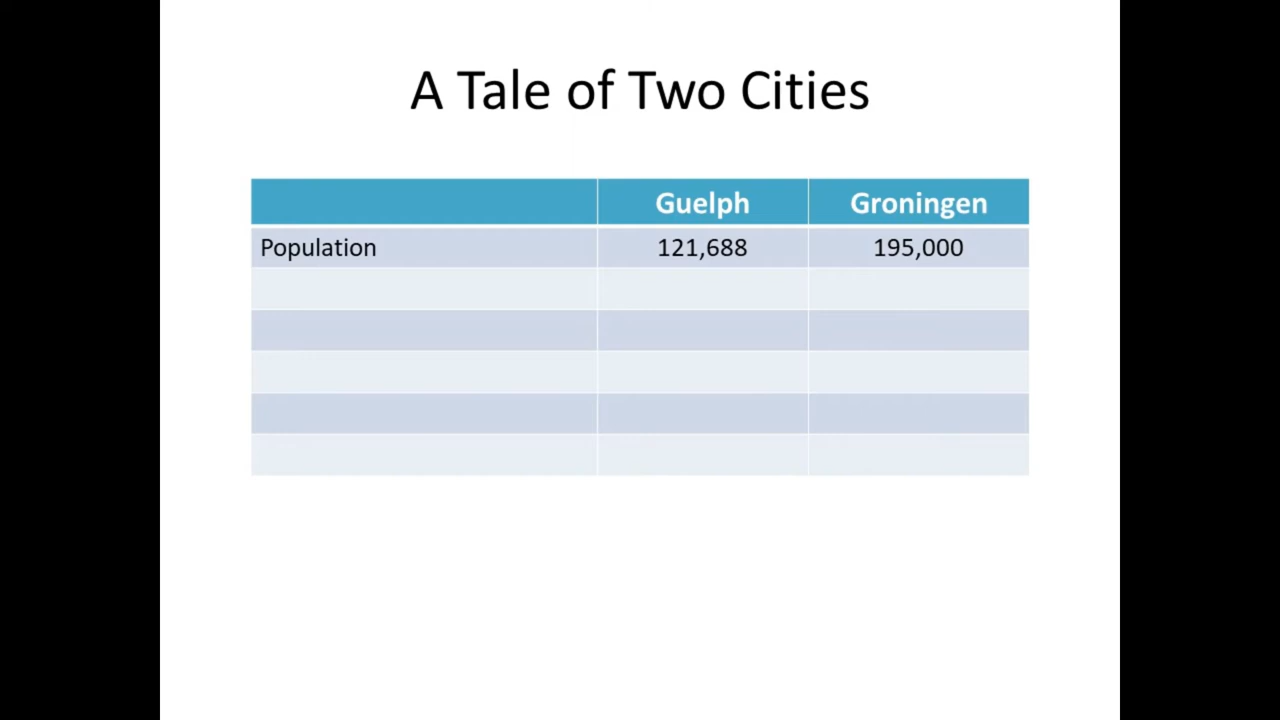 A Tale of Two Cities
Guelph Groningen
Population 121,688 195,000